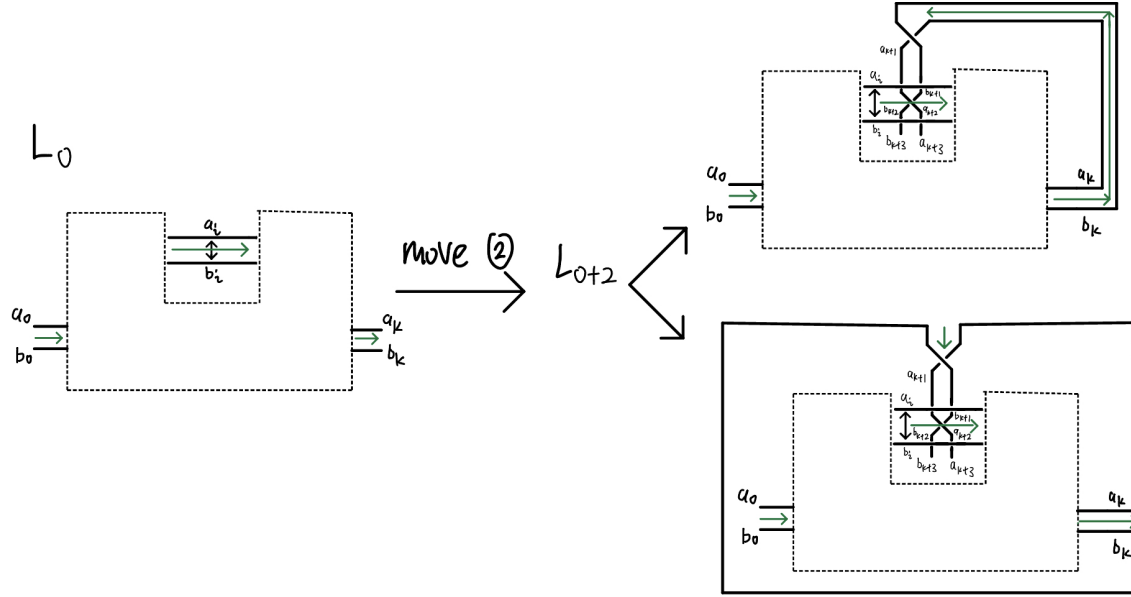 L₀
aᵢ
bᵢ
a₀
b₀
aₖ
bₖ
move ②
L₀₊₂
aₖ₊₁
aᵢ
bₖ₊₁
bₖ₊₂
aₖ₊₂
bᵢ
bₖ₊₃
aₖ₊₃
a₀
b₀
aₖ
bₖ
aₖ₊₁
aᵢ
bₖ₊₁
bₖ₊₂
aₖ₊₂
bᵢ
bₖ₊₃
aₖ₊₃
a₀
b₀
aₖ
bₖ